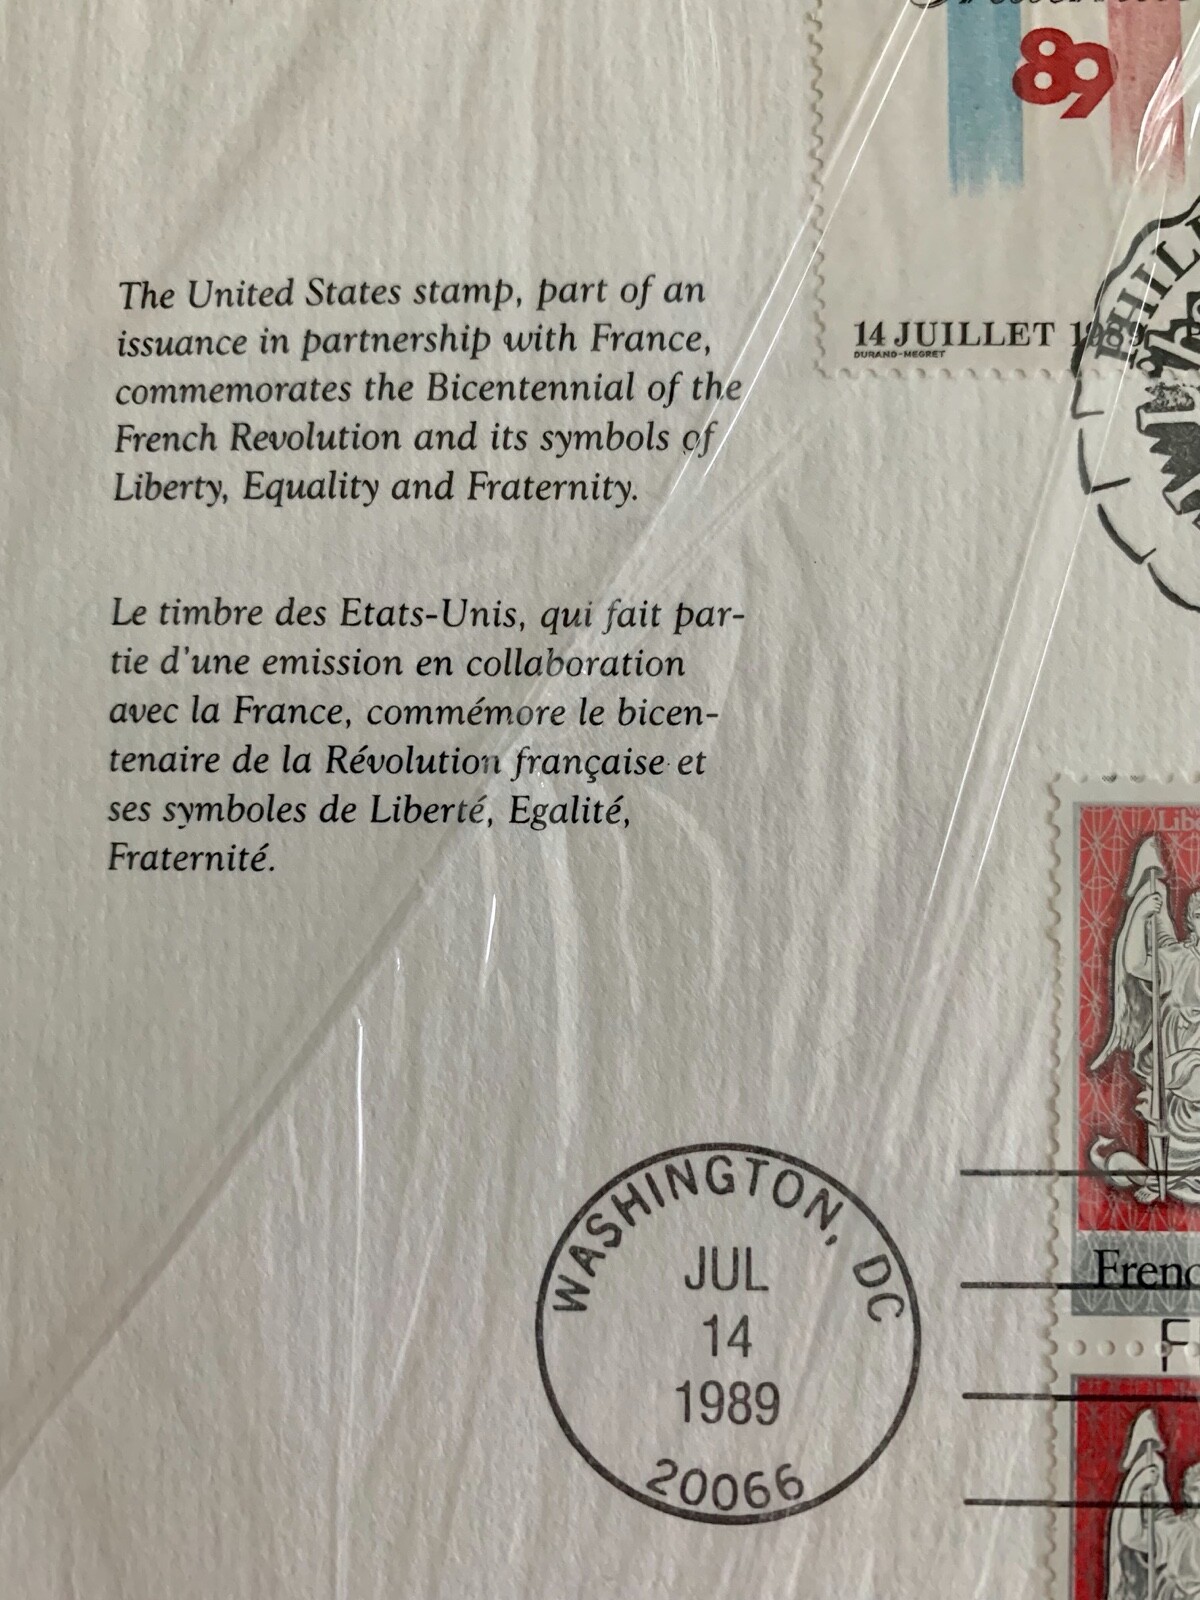 89
14 JUILLET 1989
DURAND-MEGRET
The United States stamp, part of an
issuance in partnership with France,
commemorates the Bicentennial of the
French Revolution and its symbols of
Liberty, Equality and Fraternity.
Le timbre des Etats-Unis, qui fait par-
tie d'une emission en collaboration
avec la France, commémore le bicen-
tenaire de la Révolution française et
ses symboles de Liberté, Egalité,
Fraternité.
WASHINGTON, DC
JUL
14
1989
20066